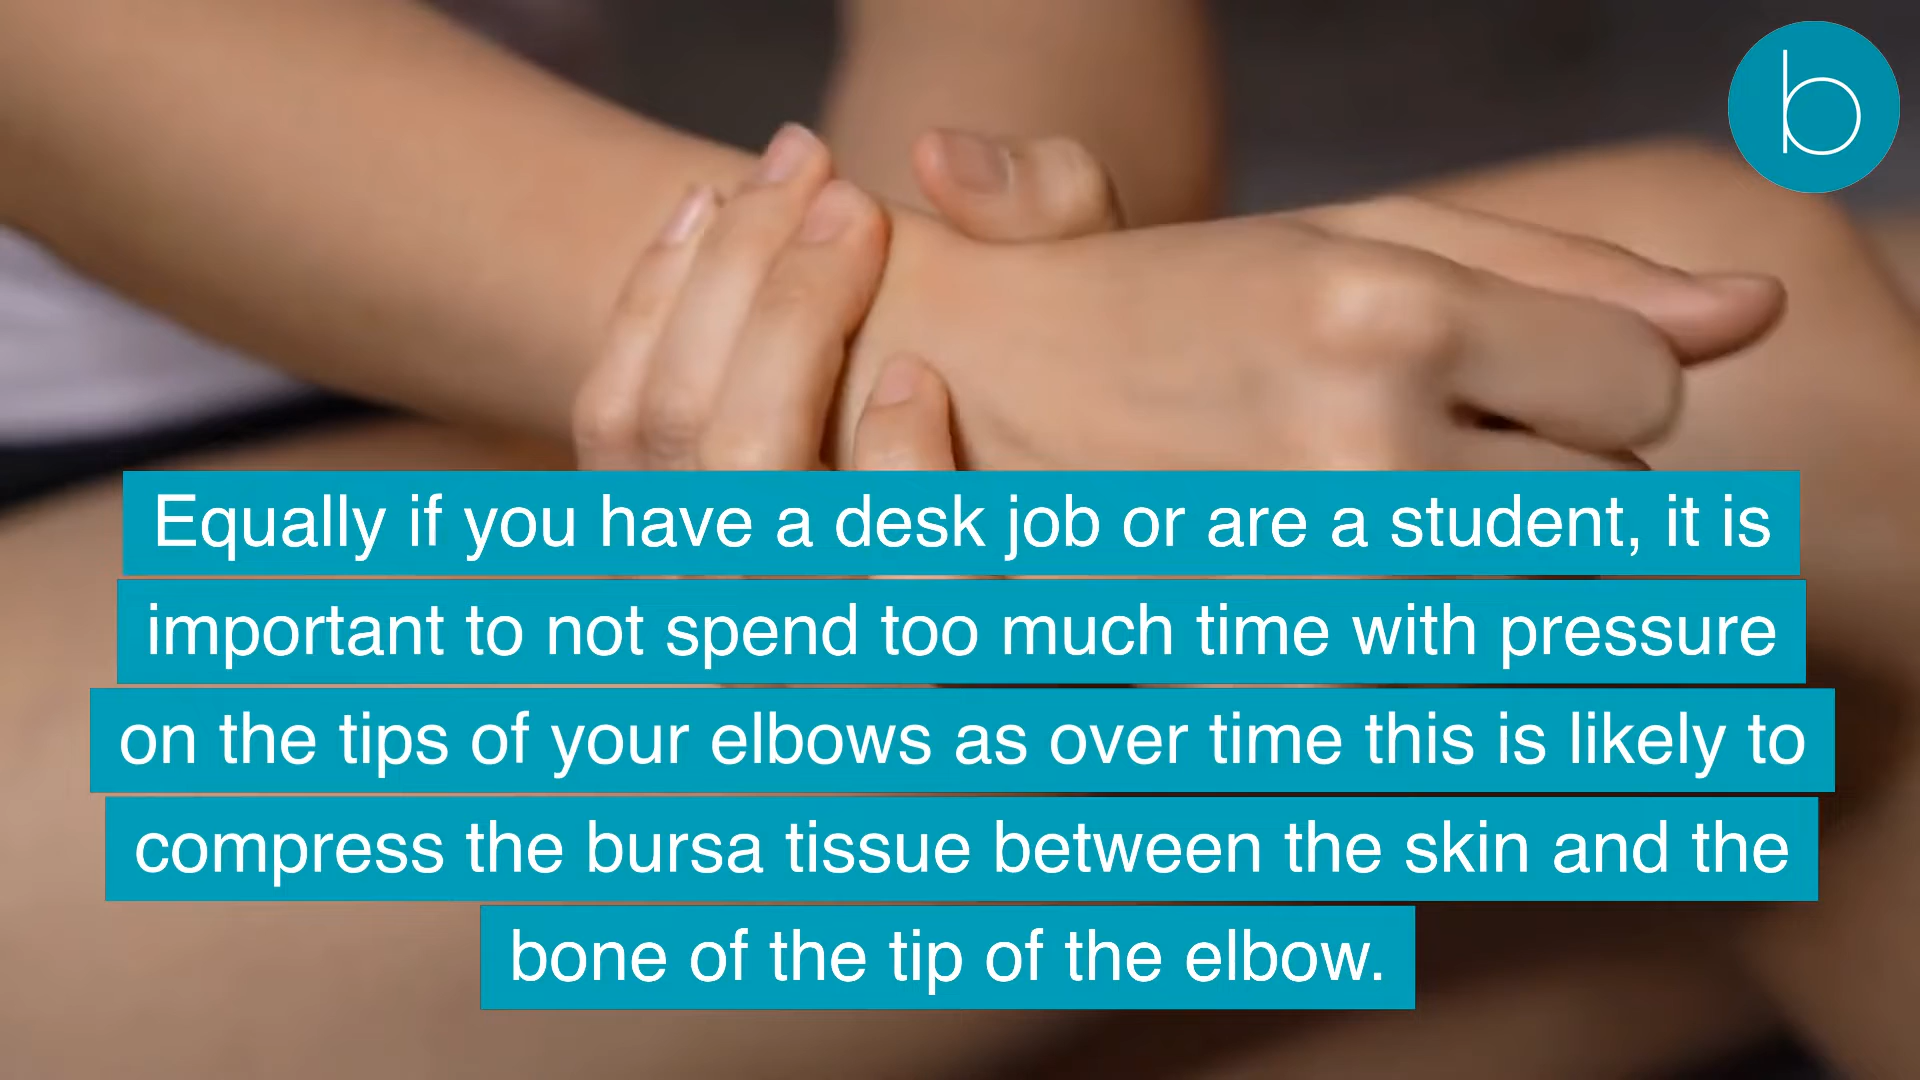 b
Equally if you have a desk job or are a student, it is
important to not spend too much time with pressure
on the tips of your elbows as over time this is likely to
compress the bursa tissue between the skin and the
bone of the tip of the elbow.